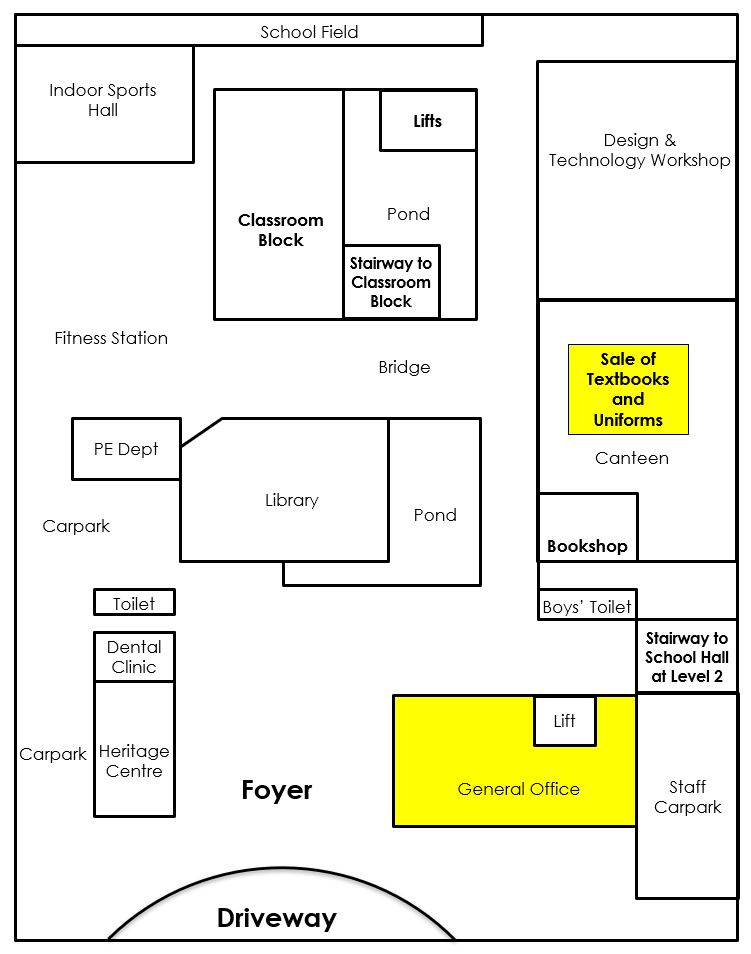 School Field
Indoor Sports
Hall
Lifts
Design &
Technology Workshop
Pond
Classroom
Block
Stairway to
Classroom
Block
Fitness Station
Bridge
Sale of
Textbooks
and
Uniforms
Canteen
PE Dept
Library
Pond
Carpark
Bookshop
Toilet
Boys’ Toilet
Dental
Clinic
Stairway to
School Hall
at Level 2
Lift
Carpark
Heritage
Centre
Foyer
General Office
Staff
Carpark
Driveway